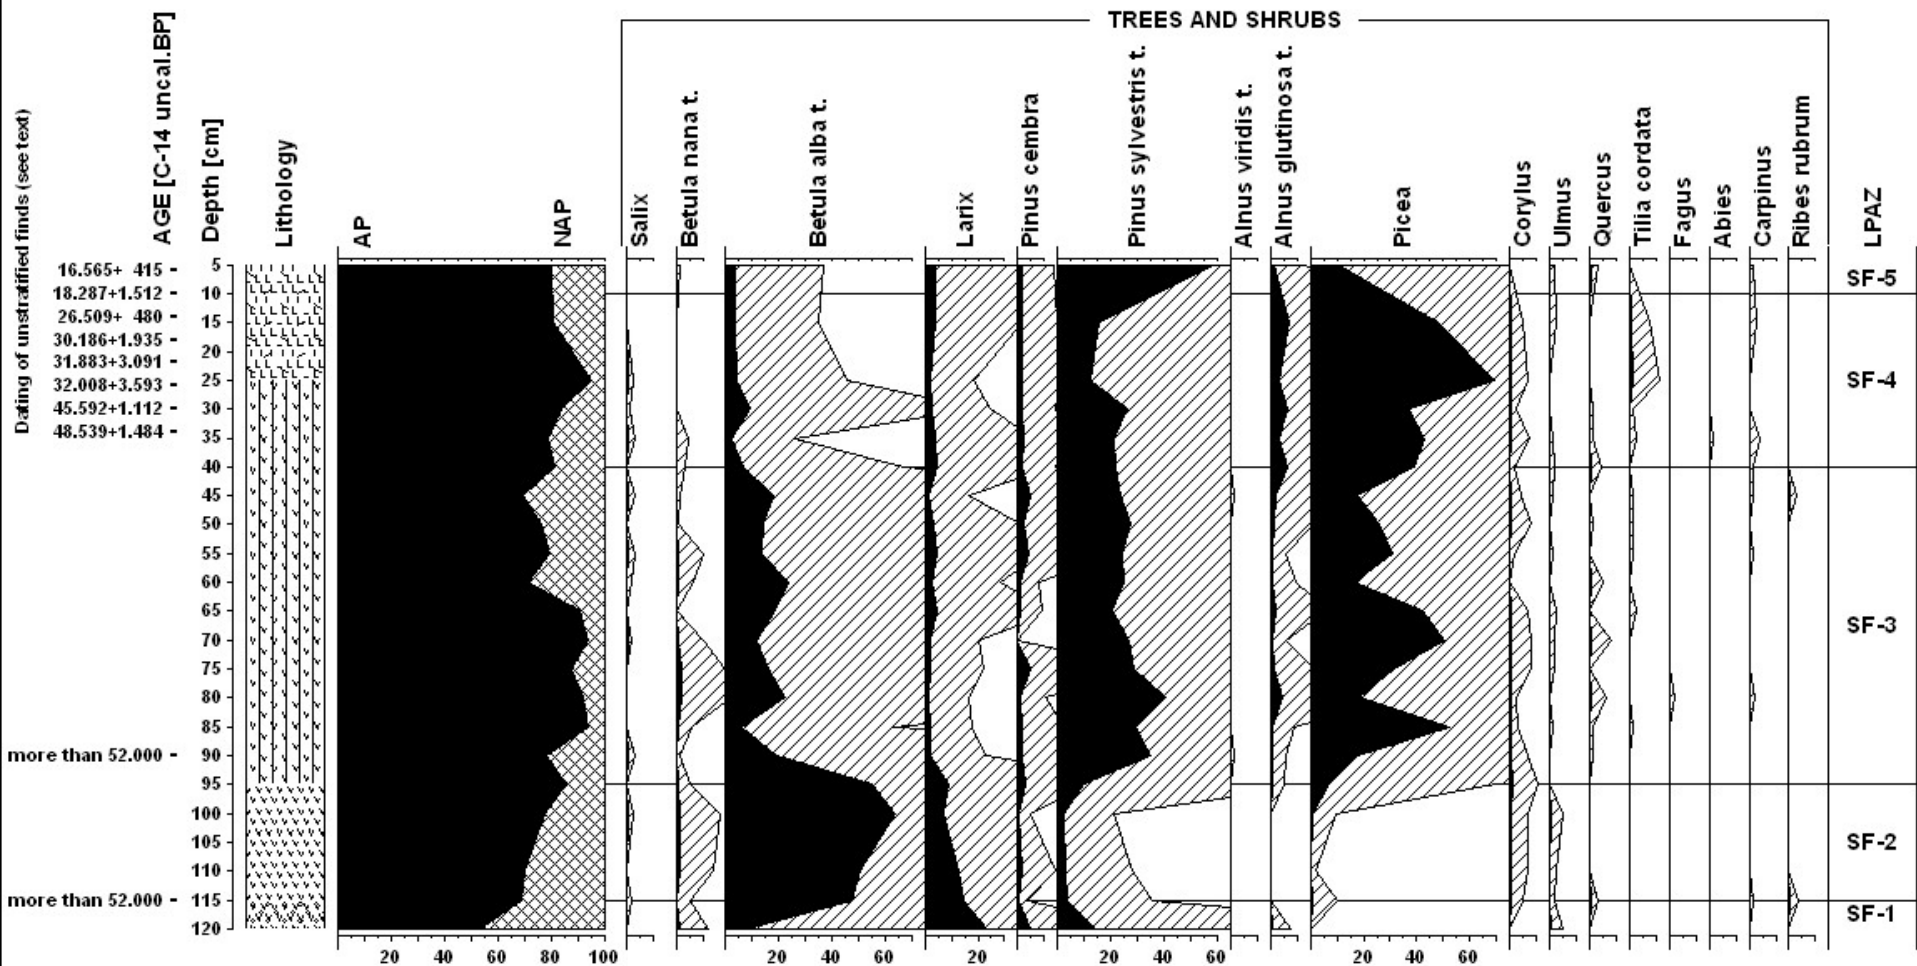 TREES AND SHRUBS
Dating of unstratified finds (see text)
AGE [C-14 uncal.BP]
Depth [cm]
Lithology
AP
NAP
Salix
Betula nana t.
Betula alba t.
Larix
Pinus cembra
Pinus sylvestris t.
Alnus viridis t.
Alnus glutinosa t.
Picea
Corylus
Ulmus
Quercus
Tilia cordata
Fagus
Abies
Carpinus
Ribes rubrum
LPAZ
16.565+ 415 -
18.287+1.512 -
26.509+ 480 -
30.186+1.935 -
31.883+3.091 -
32.008+3.593 -
45.592+1.112 -
48.539+1.484 -
more than 52.000 -
more than 52.000 -
5
10
15
20
25
30
35
40
45
50
55
60
65
70
75
80
85
90
95
100
105
110
115
120
SF-5
SF-4
SF-3
SF-2
SF-1
20 40 60 80 100
20 40 60
20 40 60
20 40 60